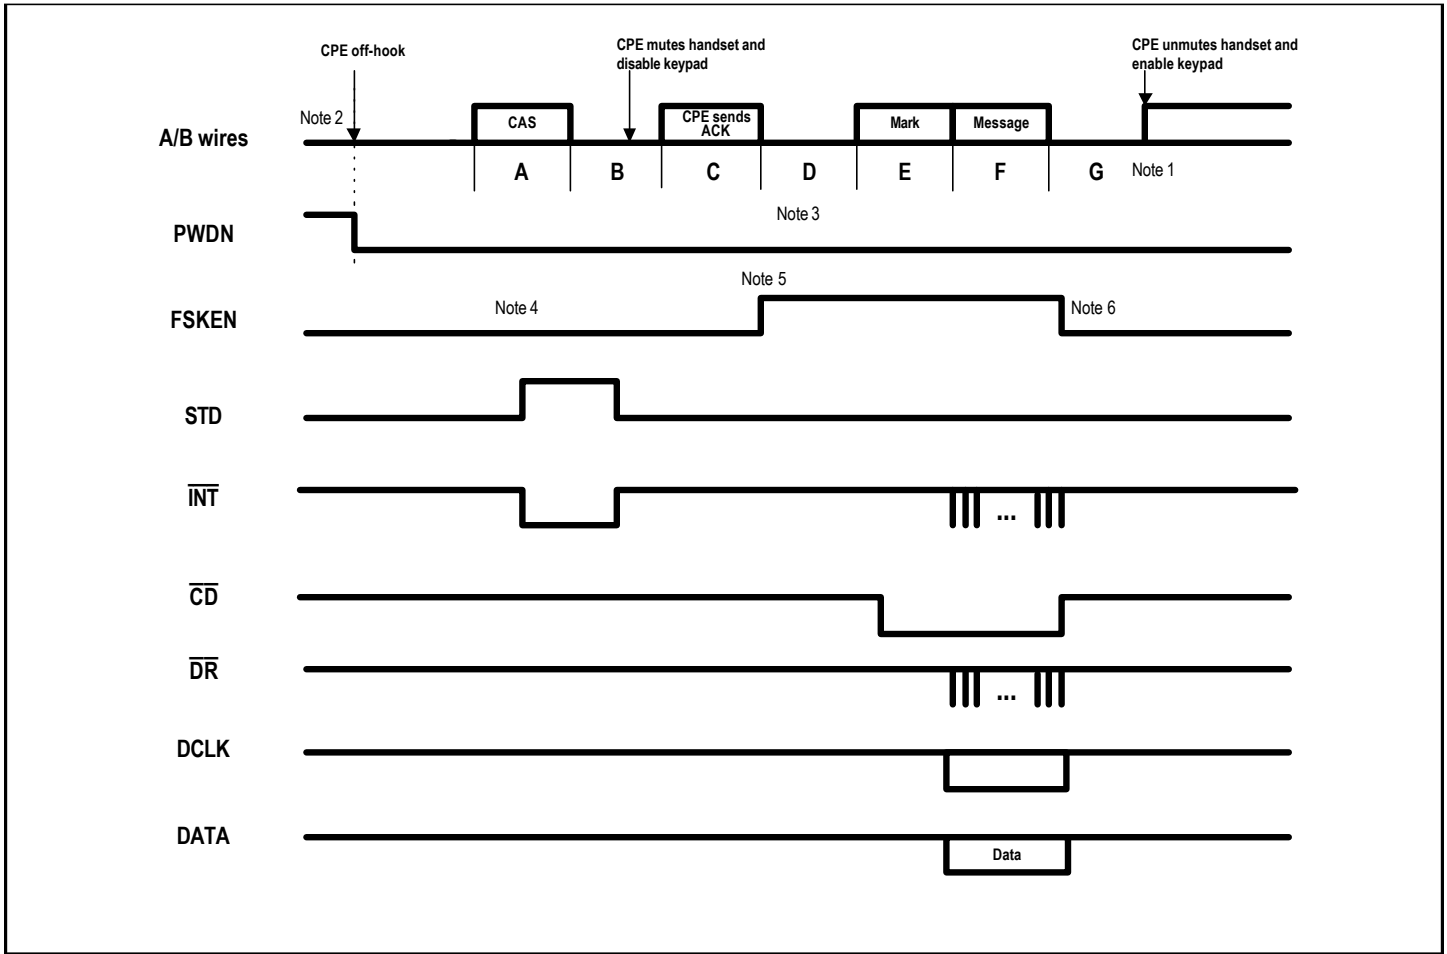 CPE off-hook
CPE mutes handset and
disable keypad
CPE unmutes handset and
enable keypad
Note 2
A/B wires
CAS
CPE sends
ACK
Mark
Message
A
B
C
D
E
F
G
Note 1
PWDN
Note 3
Note 5
FSKEN
Note 4
Note 6
STD
INT
...
CD
DR
...
DCLK
DATA
Data